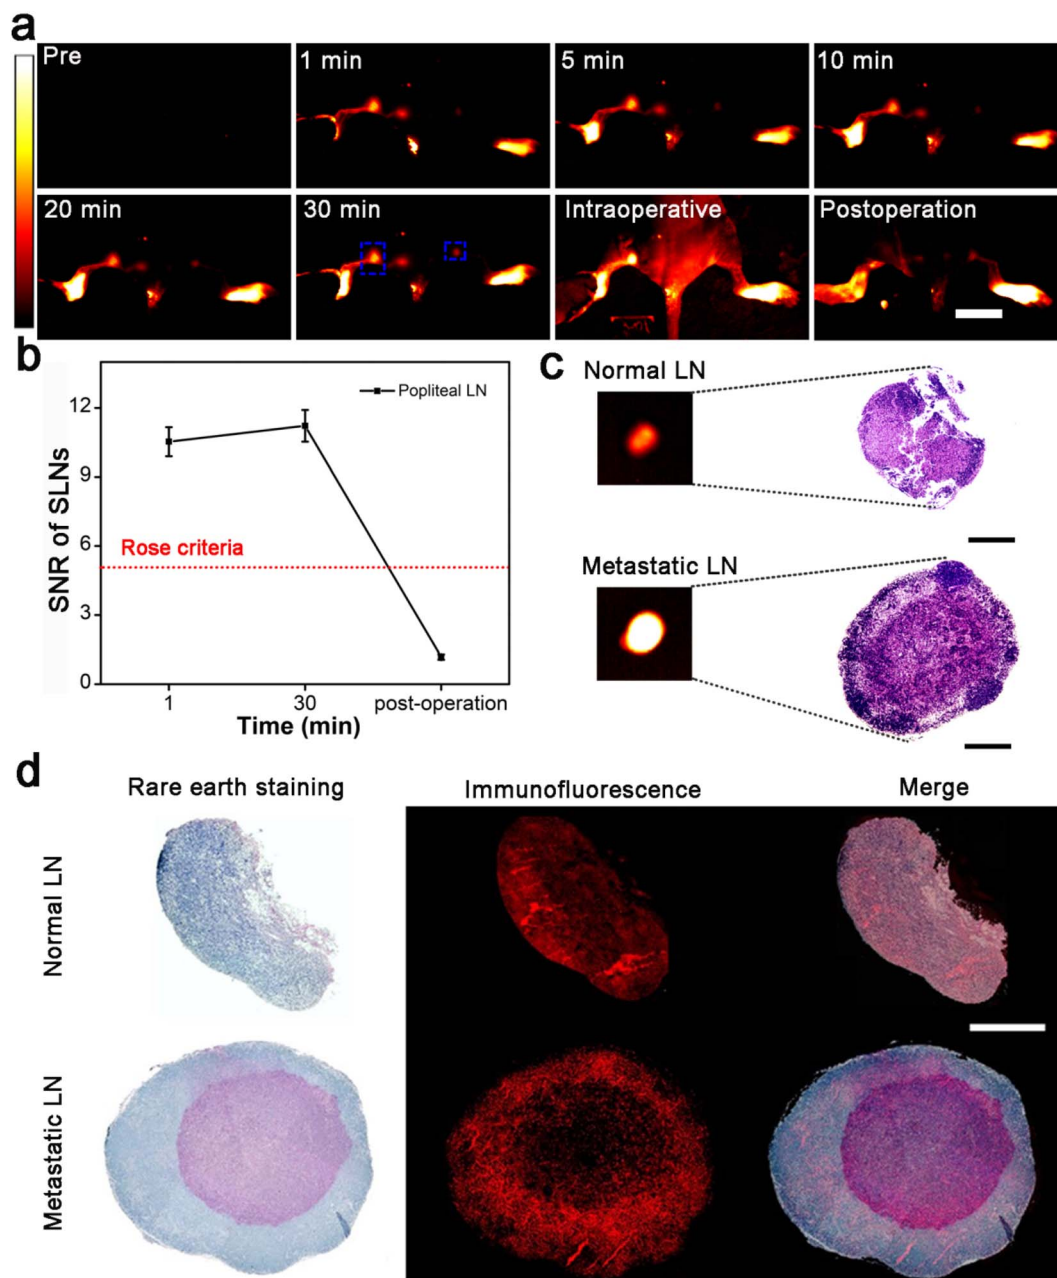 a
Pre
1 min
5 min
10 min
20 min
30 min
Intraoperative
Postoperation
b
12
9
6
3
0
SNR of SLNs
Popliteal LN
Rose criteria
1
30
post-operation
Time (min)
c
Normal LN
Metastatic LN
d
Rare earth staining
Immunofluorescence
Merge
Normal LN
Metastatic LN